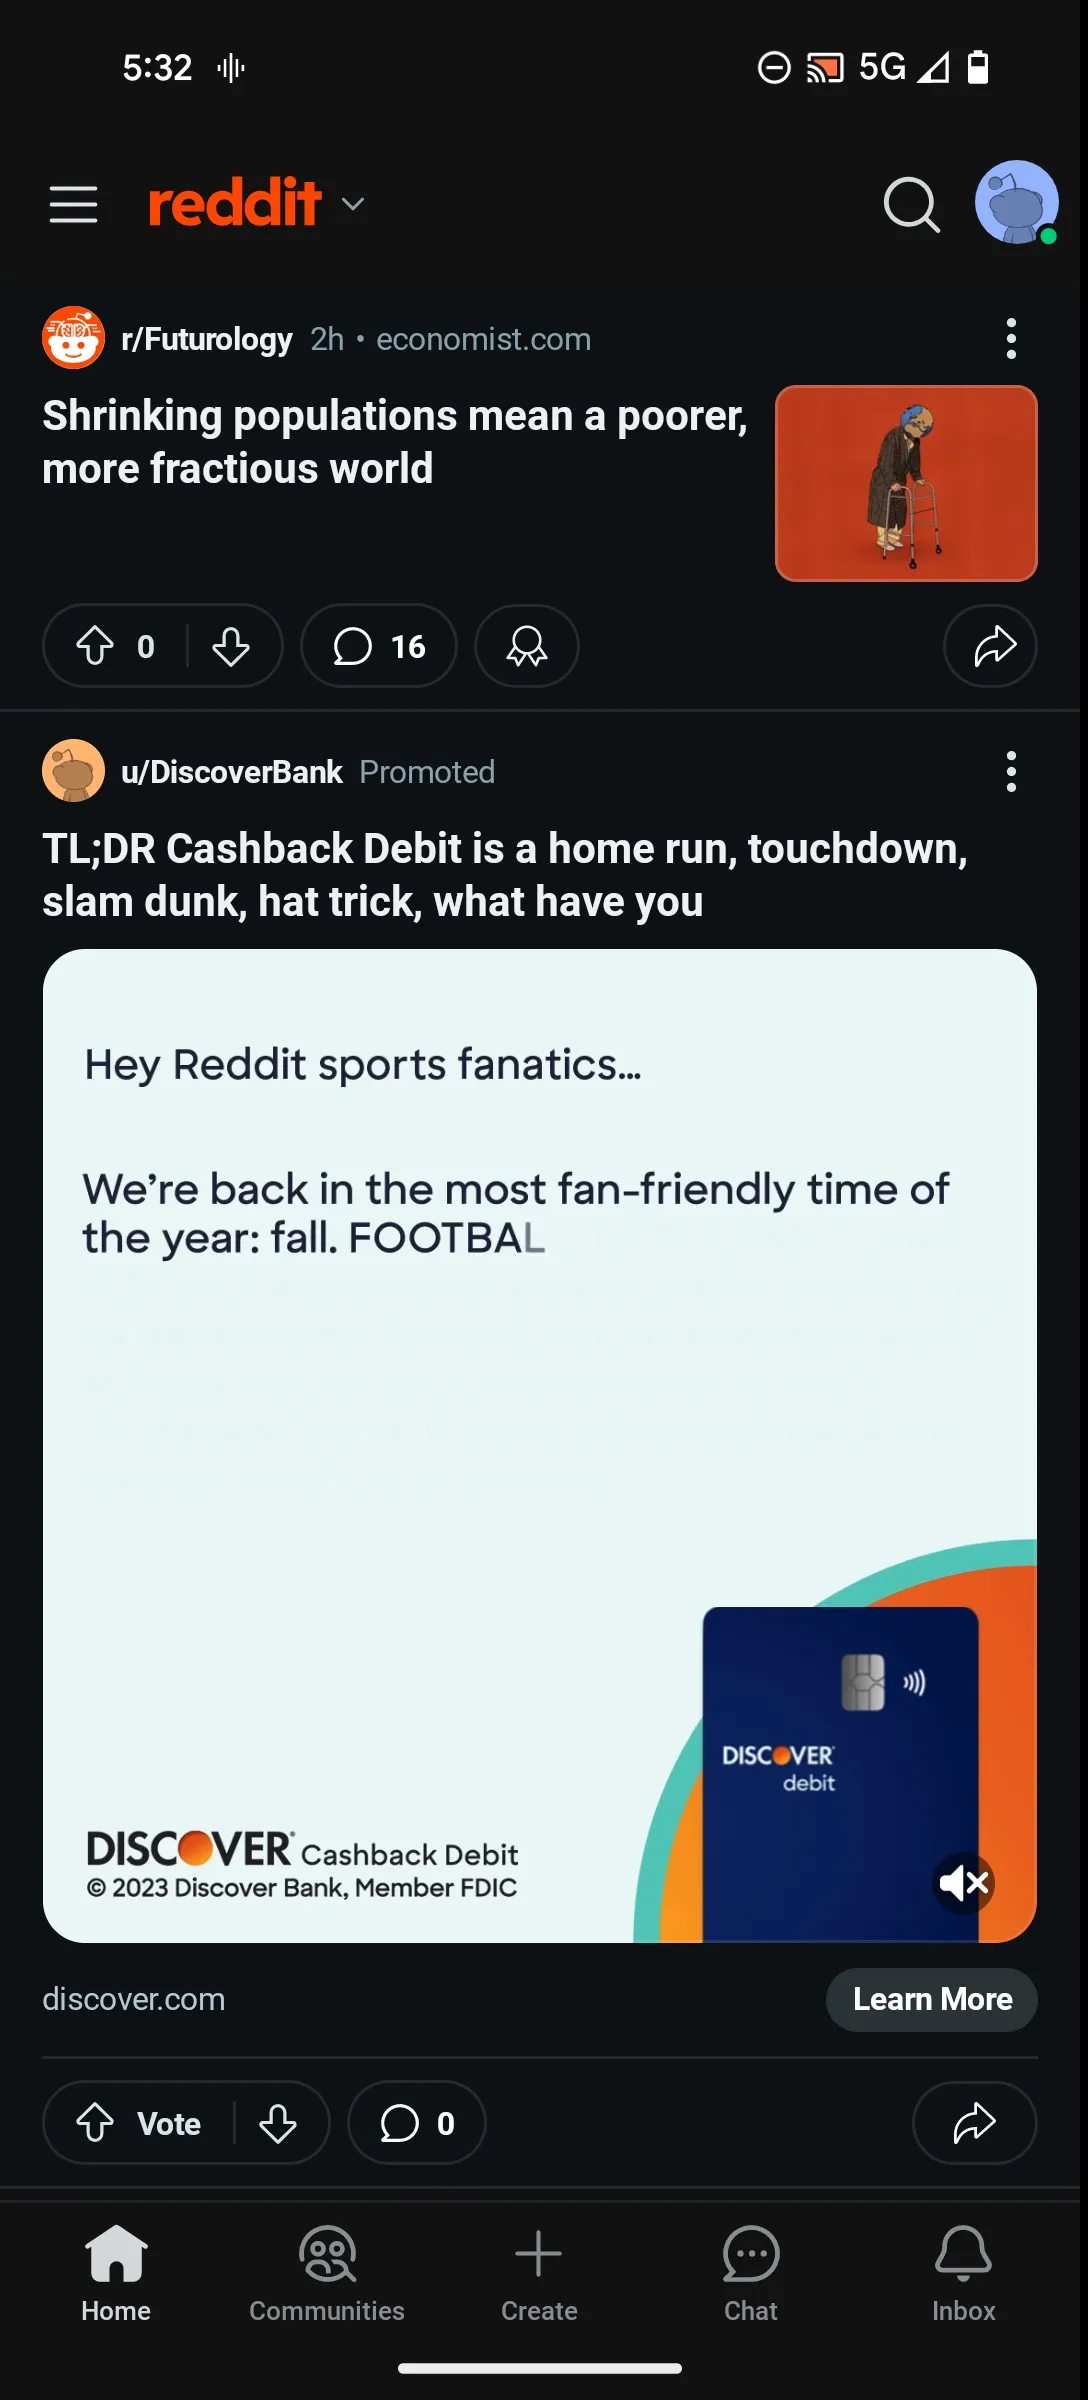 5:32
5G
reddit
r/Futurology 2h • economist.com
Shrinking populations mean a poorer,
more fractious world
0
16
u/DiscoverBank Promoted
TL;DR Cashback Debit is a home run, touchdown,
slam dunk, hat trick, what have you
Hey Reddit sports fanatics...
We're back in the most fan-friendly time of
the year: fall. FOOTBAL
DISCOVER
debit
DISCOVER® Cashback Debit
© 2023 Discover Bank, Member FDIC
discover.com
Learn More
Vote
0
Home
Communities
Create
Chat
Inbox